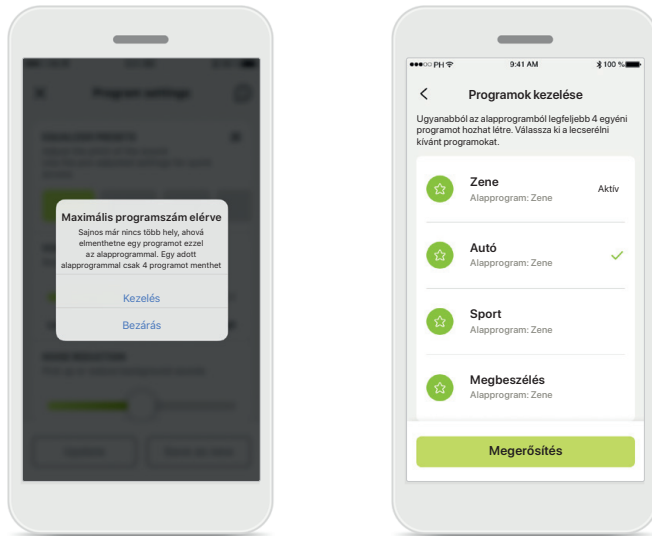 Program settings
Maximális programszám elérve
Sajnos már nincs több hely, ahová
elmenthetne egy programot ezzel
az alapprogrammal. Egy adott
alapprogrammal csak 4 programot menthet
Kezelés
Bezárás
PH 9:41 AM 100 %
Programok kezelése
Ugyanabból az alapprogramból legfeljebb 4 egyéni
programot hozhat létre. Válassza ki a lecserélni
kívánt programokat.
Zene
Alapprogram: Zene
Aktív
Autó
Alapprogram: Zene
Sport
Alapprogram: Zene
Megbeszélés
Alapprogram: Zene
Megerősítés